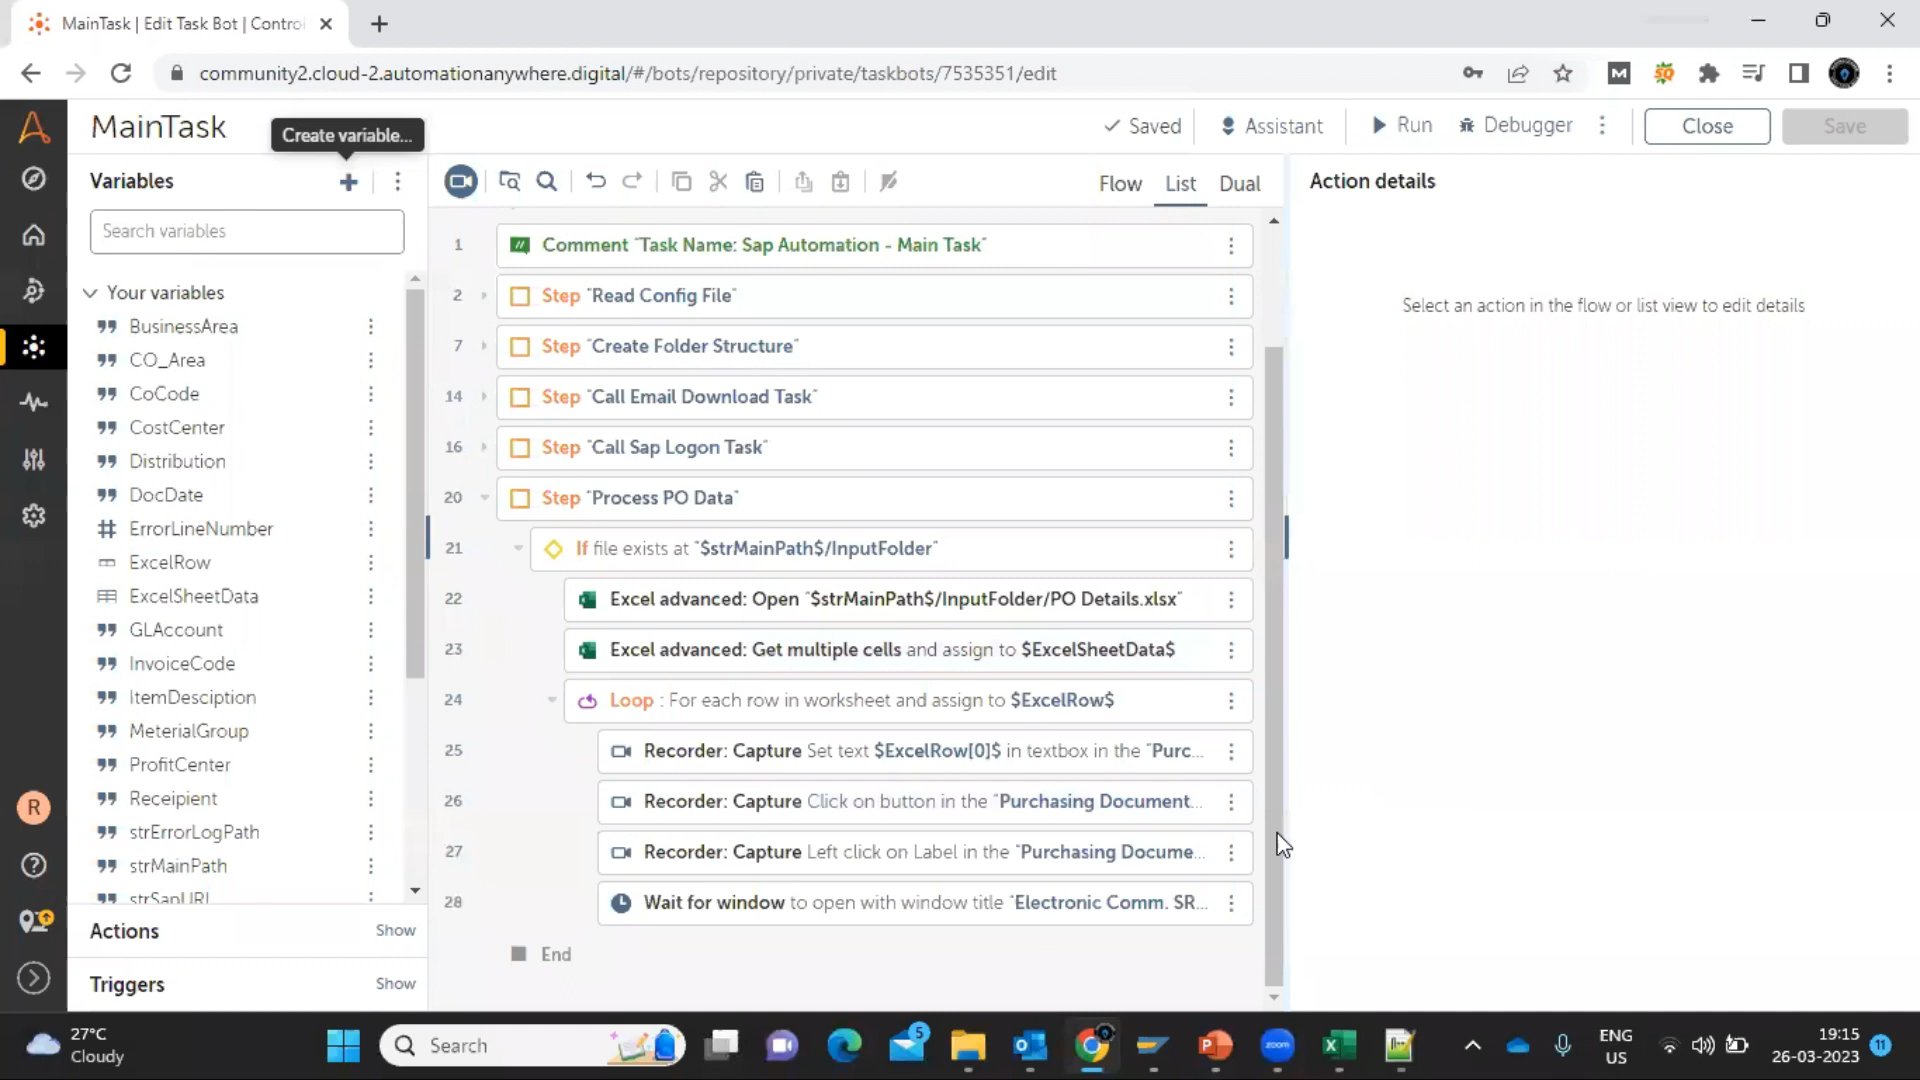 MainTask | Edit Task Bot | Contro
community2.cloud-2.automationanywhere.digital/#/bots/repository/private/taskbots/7535351/edit
MainTask
Create variable...
Saved
Assistant
Run
Debugger
Close
Save
Variables
Flow
List
Dual
Action details
Search variables
Select an action in the flow or list view to edit details
Your variables
BusinessArea
CO_Area
CoCode
CostCenter
Distribution
DocDate
ErrorLineNumber
ExcelRow
ExcelSheetData
GLAccount
InvoiceCode
ItemDesciption
MeterialGroup
ProfitCenter
Receipient
strErrorLogPath
strMainPath
strSapURL
Actions Show
Triggers Show
1 Comment "Task Name: Sap Automation - Main Task"
2 Step "Read Config File"
7 Step "Create Folder Structure"
14 Step "Call Email Download Task"
16 Step "Call Sap Logon Task"
20 Step "Process PO Data"
21 If file exists at "$strMainPath$/InputFolder"
22 Excel advanced: Open "$strMainPath$/InputFolder/PO Details.xlsx"
23 Excel advanced: Get multiple cells and assign to $ExcelSheetData$
24 Loop : For each row in worksheet and assign to $ExcelRow$
25 Recorder: Capture Set text $ExcelRow[0]$ in textbox in the "Purc...
26 Recorder: Capture Click on button in the "Purchasing Document...
27 Recorder: Capture Left click on Label in the "Purchasing Docume...
28 Wait for window to open with window title "Electronic Comm. SR...
End
R
27°C
Cloudy
Search
5
zoom
ENG
US
19:15
26-03-2023
11